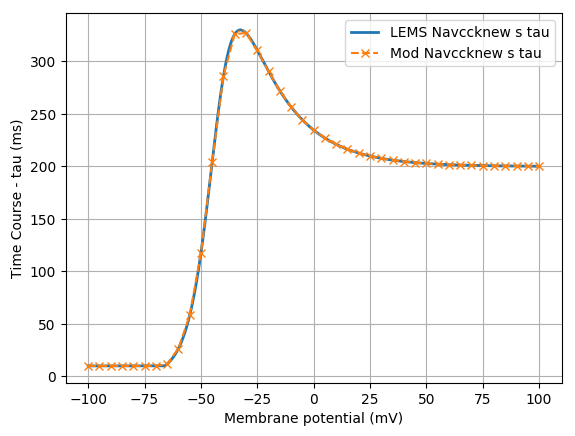 LEMS Navccknew s tau
Mod Navccknew s tau
Time Course - tau (ms)
300
250
200
150
100
50
0
−100 −75 −50 −25 0 25 50 75 100
Membrane potential (mV)